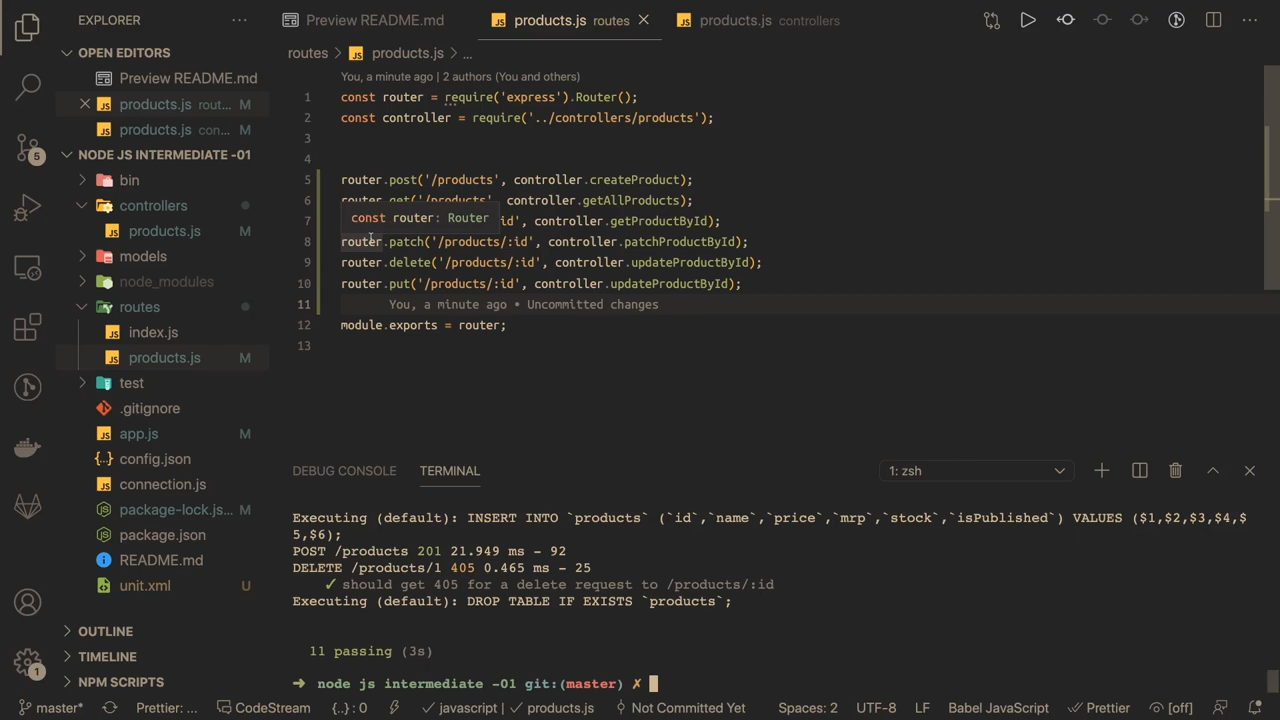 EXPLORER
Preview README.md
products.js routes
products.js controllers
OPEN EDITORS
Preview README.md
products.js rout... M
products.js con... M
NODE JS INTERMEDIATE -01
bin
controllers
products.js M
models
node_modules
routes
index.js
products.js M
test
.gitignore
app.js M
config.json
connection.js
package-lock.js... M
package.json
README.md
unit.xml U
OUTLINE
TIMELINE
NPM SCRIPTS
5
1
routes > products.js > ...
You, a minute ago | 2 authors (You and others)
1 const router = require('express').Router();
2 const controller = require('../controllers/products');
3
4
5 router.post('/products', controller.createProduct);
6 router.get('/products', controller.getAllProducts);
const router: Router
7 id', controller.getProductById);
8 router.patch('/products/:id', controller.patchProductById);
9 router.delete('/products/:id', controller.updateProductById);
10 router.put('/products/:id', controller.updateProductById);
11 You, a minute ago • Uncommitted changes
12 module.exports = router;
13
DEBUG CONSOLE
TERMINAL
1: zsh
Executing (default): INSERT INTO `products` (`id`,`name`,`price`,`mrp`,`stock`,`isPublished`) VALUES ($1,$2,$3,$4,$
5,$6);
POST /products 201 21.949 ms - 92
DELETE /products/1 405 0.465 ms - 25
✓ should get 405 for a delete request to /products/:id
Executing (default): DROP TABLE IF EXISTS `products`;
11 passing (3s)
➜ node js intermediate -01 git:(master) ✗
master*
Prettier: ...
CodeStream
{..} : 0
✓ javascript | ✓ products.js
Not Committed Yet
Spaces: 2
UTF-8
LF
Babel JavaScript
✓✓ Prettier
[off]